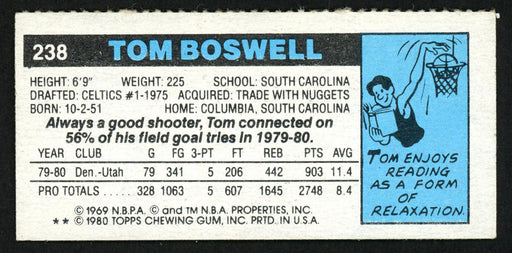 238 TOM BOSWELL
HEIGHT: 6'9" WEIGHT: 225 SCHOOL: SOUTH CAROLINA
DRAFTED: CELTICS #1-1975 ACQUIRED: TRADE WITH NUGGETS
BORN: 10-2-51 HOME: COLUMBIA, SOUTH CAROLINA
Always a good shooter, Tom connected on
56% of his field goal tries in 1979-80.
YEAR CLUB G FG 3-PT FT REB PTS AVG
79-80 Den.-Utah 79 341 5 206 442 903 11.4
PRO TOTALS..... 328 1063 5 607 1645 2748 8.4
© 1969 N.B.P.A. © and TM N.B.A. PROPERTIES, INC.
** © 1980 TOPPS CHEWING GUM, INC. PRTD. IN U.S.A.
TOM ENJOYS
READING
AS A FORM
OF
RELAXATION.